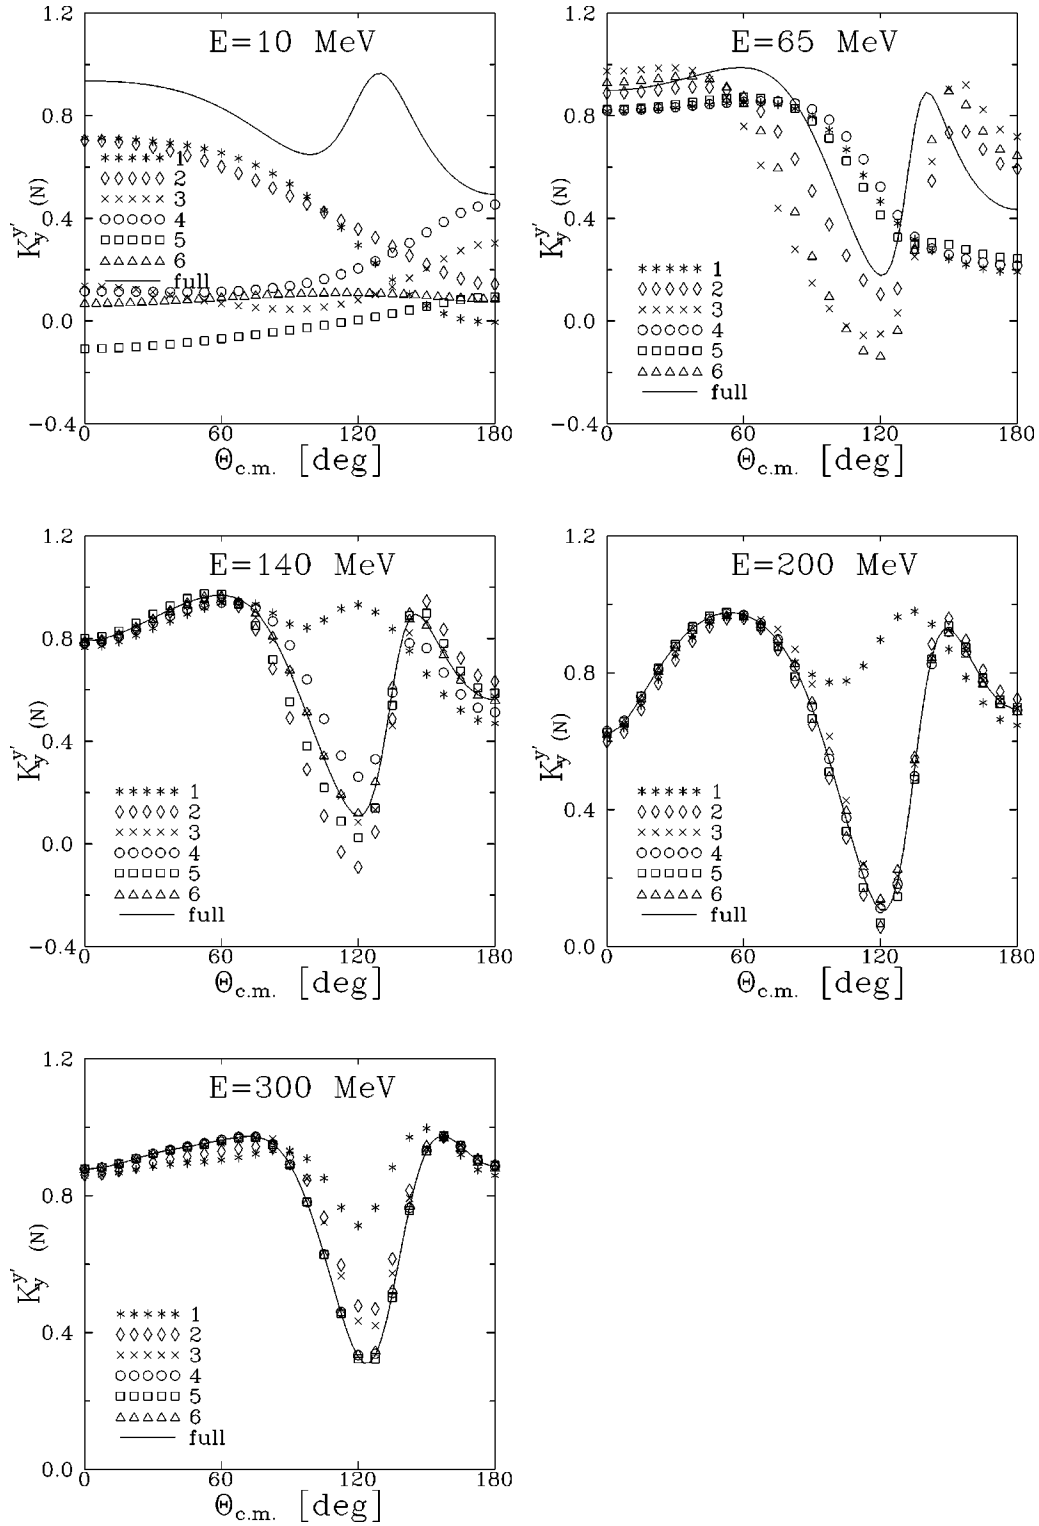 E=10 MeV
1.2
0.8
0.4
0.0
−0.4
K_y^{y'} (N)
***** 1
◇◇◇◇◇ 2
××××× 3
○○○○○ 4
□□□□□ 5
△△△△△ 6
—— full
0 60 120 180
Θc.m. [deg]
E=65 MeV
1.2
0.8
0.4
0.0
−0.4
K_y^{y'} (N)
***** 1
◇◇◇◇◇ 2
××××× 3
○○○○○ 4
□□□□□ 5
△△△△△ 6
—— full
0 60 120 180
Θc.m. [deg]
E=140 MeV
1.2
0.8
0.4
0.0
−0.4
K_y^{y'} (N)
***** 1
◇◇◇◇◇ 2
××××× 3
○○○○○ 4
□□□□□ 5
△△△△△ 6
—— full
0 60 120 180
Θc.m. [deg]
E=200 MeV
1.2
0.8
0.4
0.0
K_y^{y'} (N)
***** 1
◇◇◇◇◇ 2
××××× 3
○○○○○ 4
□□□□□ 5
△△△△△ 6
—— full
0 60 120 180
Θc.m. [deg]
E=300 MeV
1.2
0.8
0.4
0.0
K_y^{y'} (N)
***** 1
◇◇◇◇◇ 2
××××× 3
○○○○○ 4
□□□□□ 5
△△△△△ 6
—— full
0 60 120 180
Θc.m. [deg]